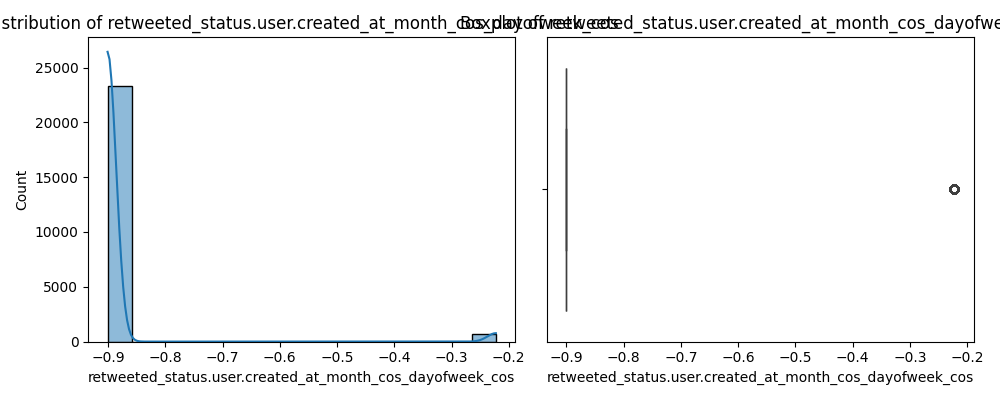 stribution of retweeted_status.user.created_at_month_cos_dayofweek_cos
Boxplot of retweeted_status.user.created_at_month_cos_dayofwe
Count
25000
20000
15000
10000
5000
0
−0.9 −0.8 −0.7 −0.6 −0.5 −0.4 −0.3 −0.2
retweeted_status.user.created_at_month_cos_dayofweek_cos
−0.9 −0.8 −0.7 −0.6 −0.5 −0.4 −0.3 −0.2
retweeted_status.user.created_at_month_cos_dayofweek_cos